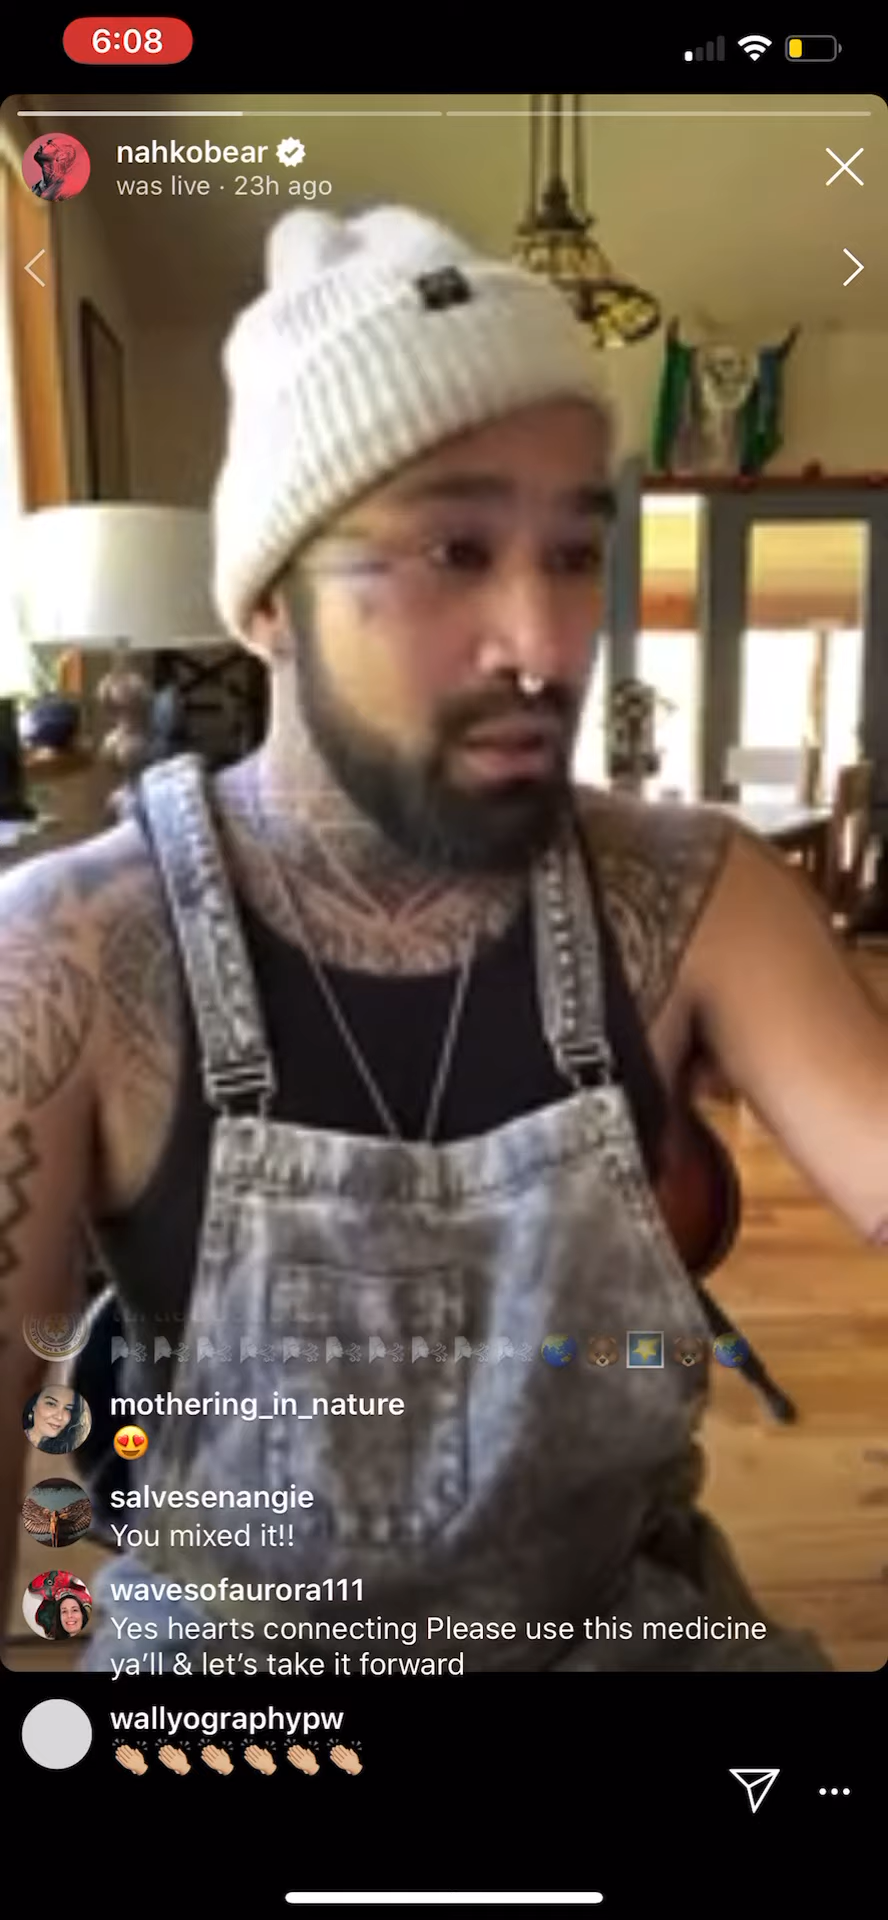 6:08
nahkobear
was live · 23h ago
mothering_in_nature
😍
salvesenangie
You mixed it!!
wavesofaurora111
Yes hearts connecting Please use this medicine
ya'll & let's take it forward
wallyographypw
👏🏼👏🏼👏🏼👏🏼👏🏼👏🏼